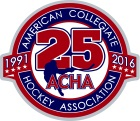 AMERICAN COLLEGIATE
1991 25 2016
ACHA
HOCKEY ASSOCIATION